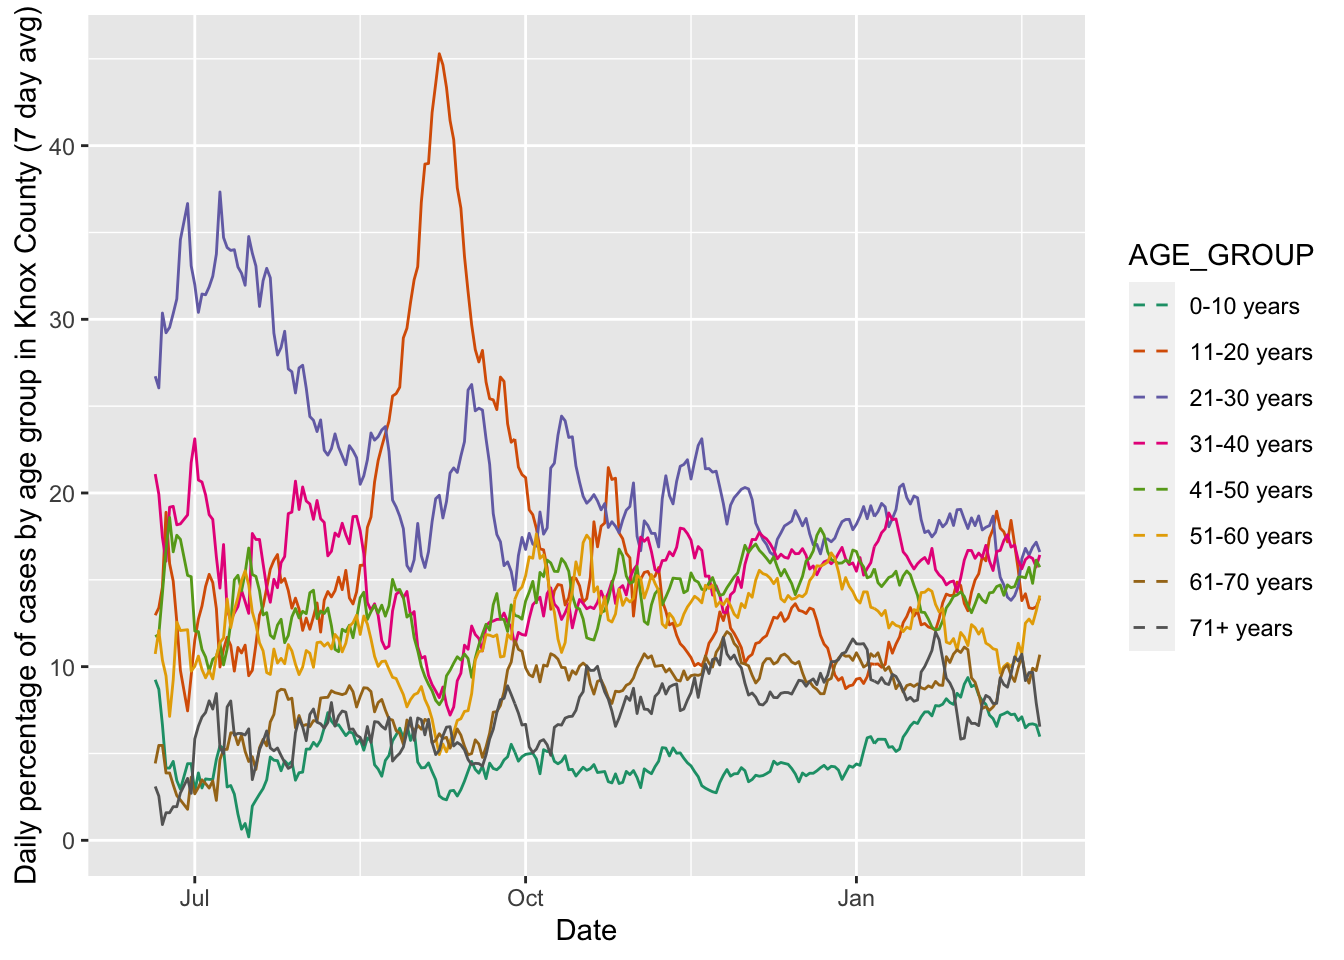 Daily percentage of cases by age group in Knox County (7 day avg)
40
30
20
10
0
Jul
Oct
Jan
Date
AGE_GROUP
0-10 years
11-20 years
21-30 years
31-40 years
41-50 years
51-60 years
61-70 years
71+ years